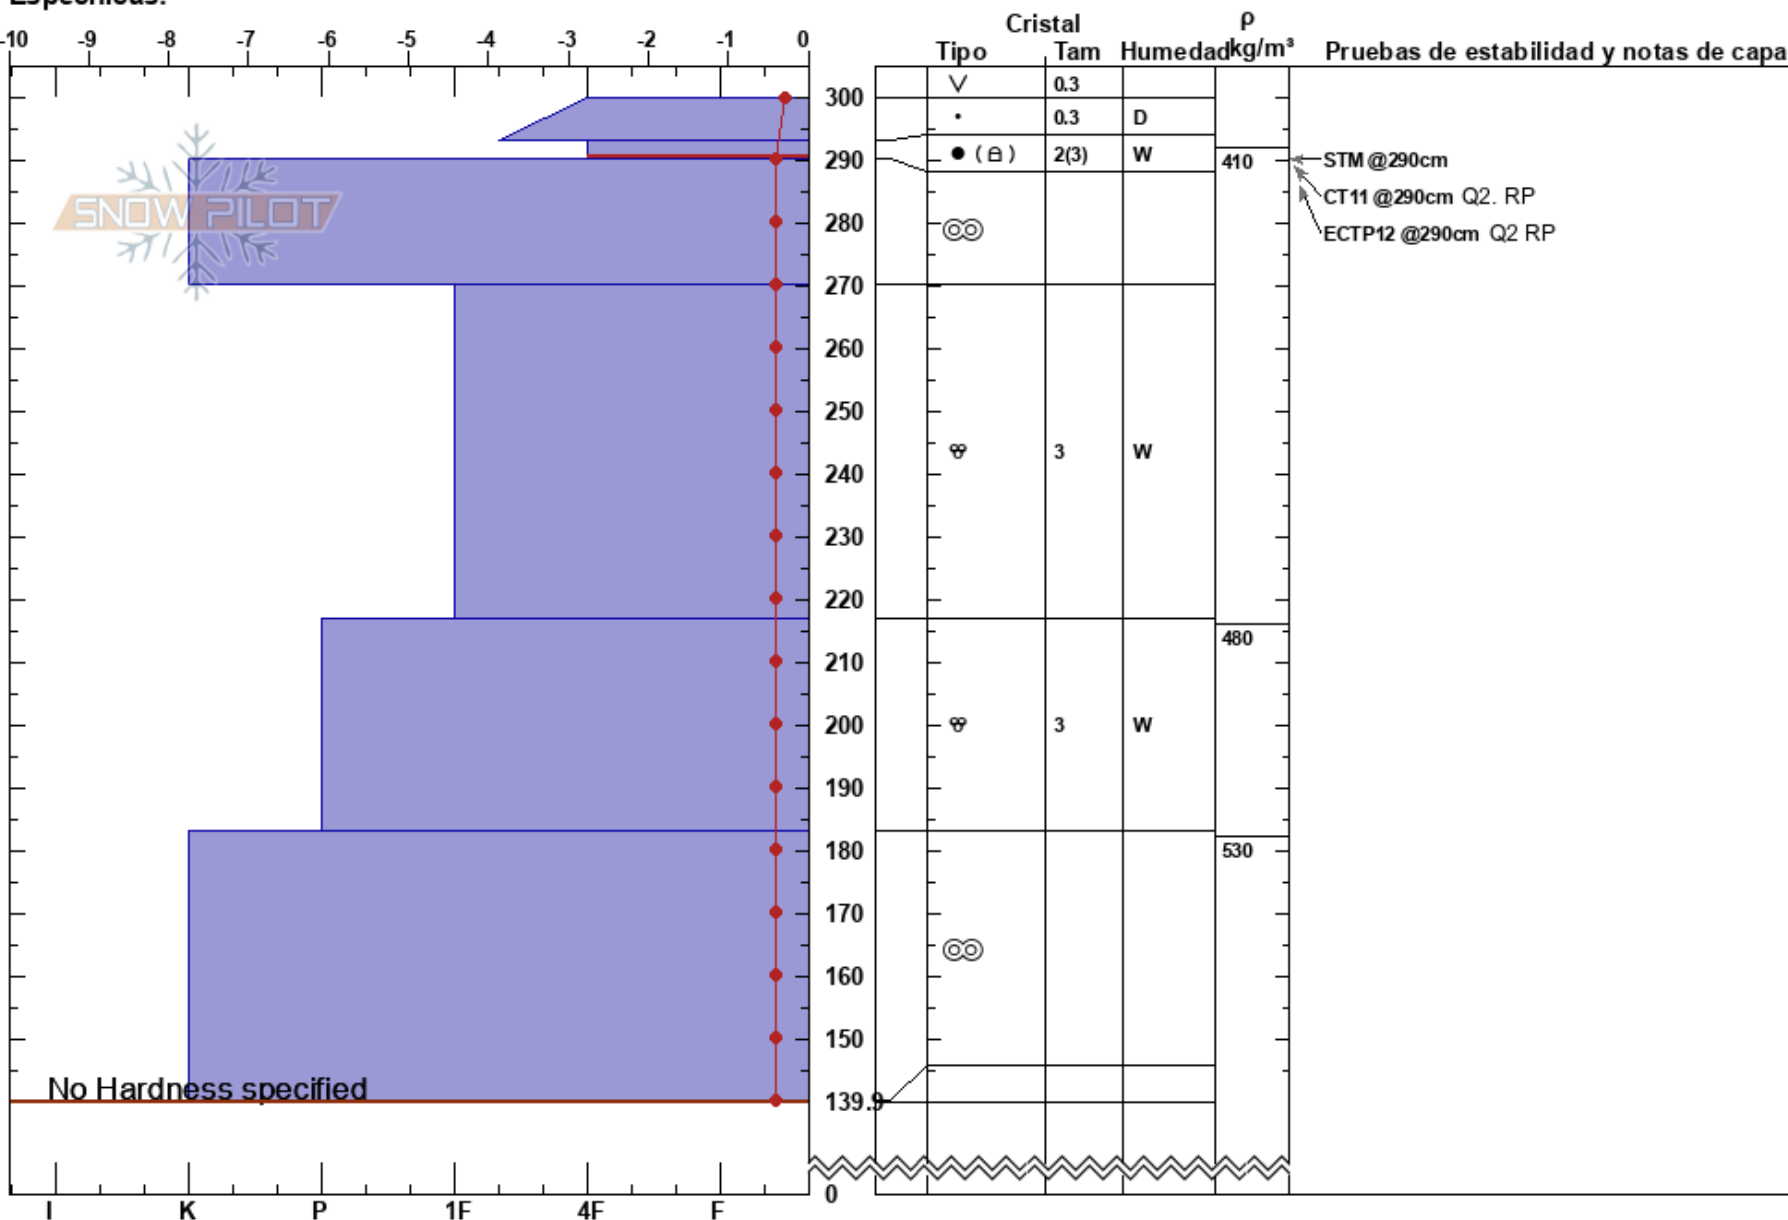 Específicas:
Cristal ρ
-10 -9 -8 -7 -6 -5 -4 -3 -2 -1 0 Tipo Tam Humedad kg/m³ Pruebas de estabilidad y notas de capa
0.3
300
0.3 D
290 ( ) 2(3) W 410 STM @290cm
CT11 @290cm Q2. RP
SNOW PILOT
280 ECTP12 @290cm Q2 RP
270
260
250
240 3 W
230
220
480
210
200 3 W
190
180 530
170
160
150
No Hardness specified 139.9
0
I K P 1F 4F F